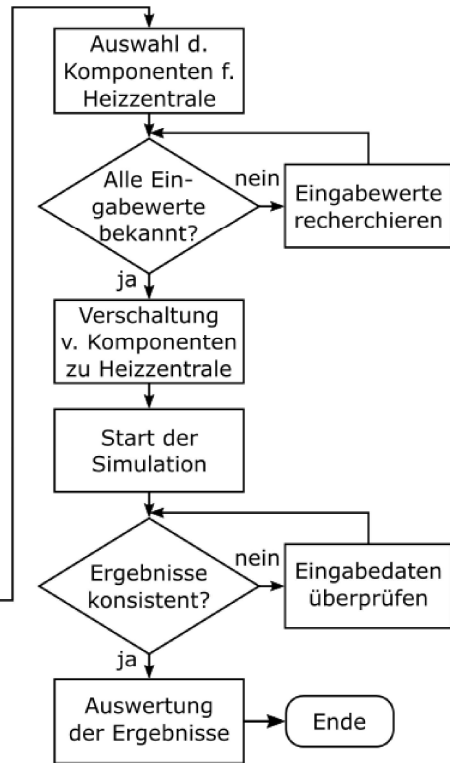 Auswahl d.
Komponenten f.
Heizzentrale
Alle Ein-
gabewerte
bekannt?
nein
Eingabewerte
recherchieren
ja
Verschaltung
v. Komponenten
zu Heizzentrale
Start der
Simulation
Ergebnisse
konsistent?
nein
Eingabedaten
überprüfen
ja
Auswertung
der Ergebnisse
Ende